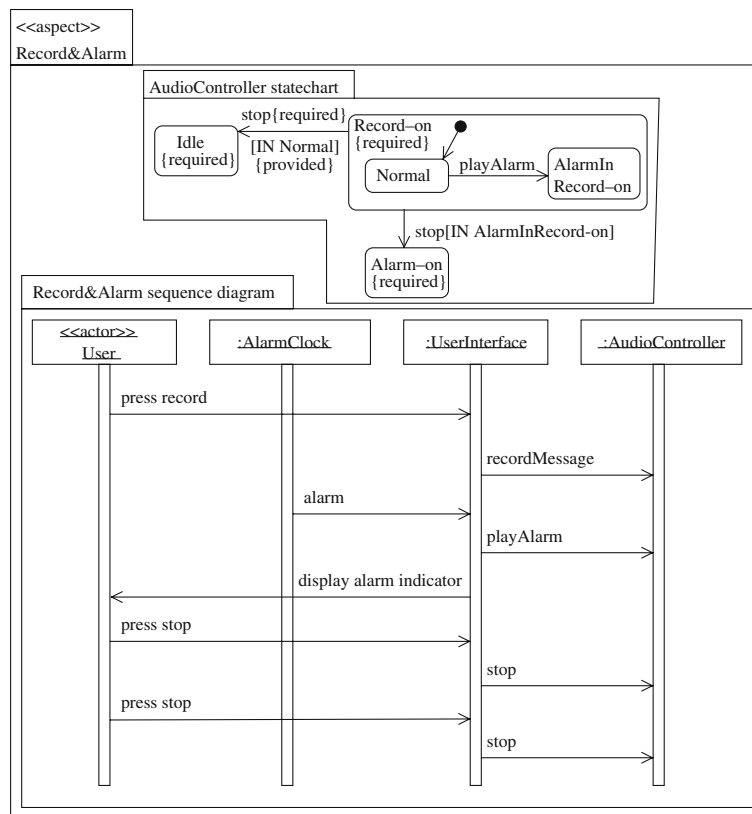 <<aspect>>
Record&Alarm
AudioController statechart
stop{required}
[IN Normal]
{provided}
Idle
{required}
Record–on
{required}
Normal
playAlarm
AlarmIn
Record–on
stop[IN AlarmInRecord-on]
Alarm–on
{required}
Record&Alarm sequence diagram
<<actor>>
User
:AlarmClock
:UserInterface
:AudioController
press record
recordMessage
alarm
playAlarm
display alarm indicator
press stop
stop
press stop
stop